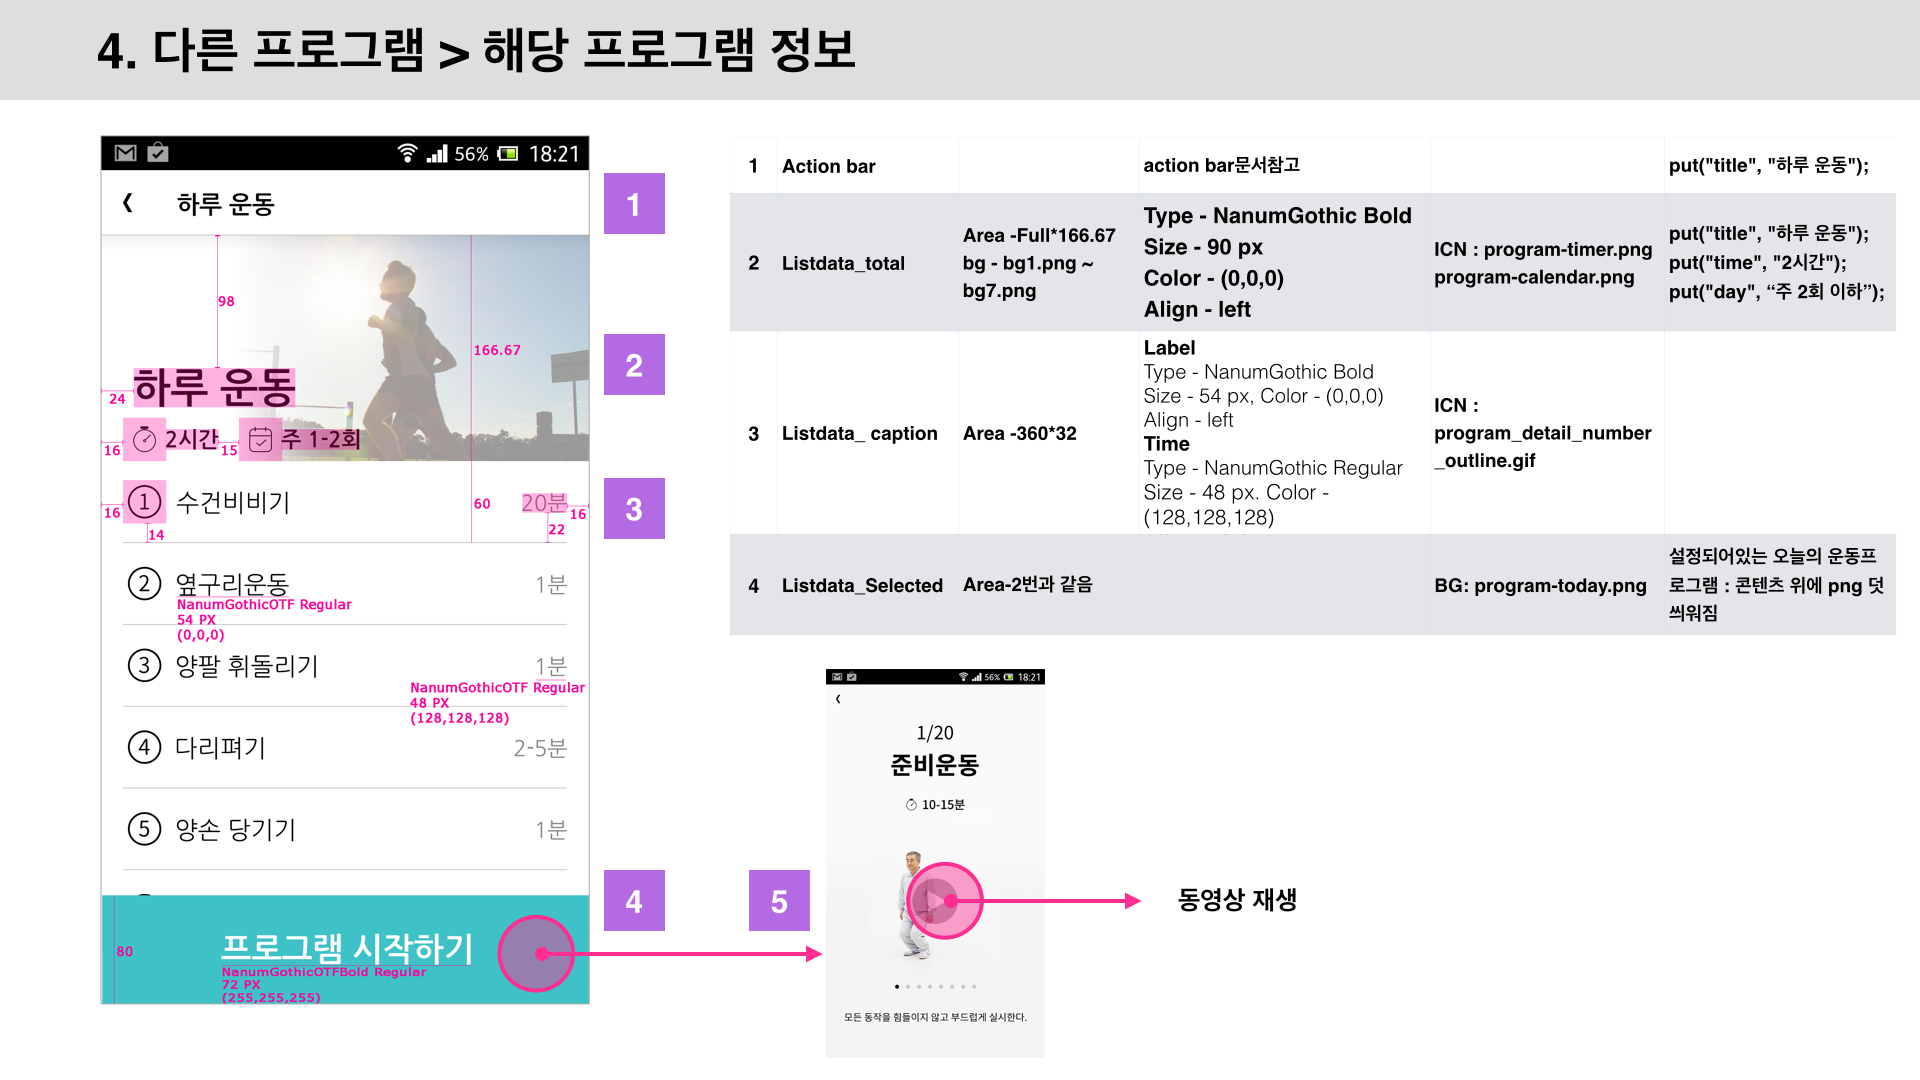 4. 다른 프로그램 > 해당 프로그램 정보
56% 18:21
하루 운동
98
166.67
하루 운동
24
2시간
주 1-2회
16
15
1
수건비비기
20분
16
60
16
14
22
2
옆구리운동
1분
NanumGothicOTF Regular
54 PX
(0,0,0)
3
양팔 휘돌리기
1분
NanumGothicOTF Regular
48 PX
(128,128,128)
4
다리펴기
2-5분
5
양손 당기기
1분
80
프로그램 시작하기
NanumGothicOTFBold Regular
72 PX
(255,255,255)
1
2
3
4
5
1
Action bar
action bar문서참고
put("title", "하루 운동");
2
Listdata_total
Area -Full*166.67
bg - bg1.png ~
bg7.png
Type - NanumGothic Bold
Size - 90 px
Color - (0,0,0)
Align - left
ICN : program-timer.png
program-calendar.png
put("title", "하루 운동");
put("time", "2시간");
put("day", “주 2회 이하”);
3
Listdata_ caption
Area -360*32
Label
Type - NanumGothic Bold
Size - 54 px, Color - (0,0,0)
Align - left
Time
Type - NanumGothic Regular
Size - 48 px. Color -
(128,128,128)
ICN :
program_detail_number
_outline.gif
4
Listdata_Selected
Area-2번과 같음
BG: program-today.png
설정되어있는 오늘의 운동프
로그램 : 콘텐츠 위에 png 덧
씌워짐
56% 18:21
1/20
준비운동
10-15분
모든 동작을 힘들이지 않고 부드럽게 실시한다.
동영상 재생